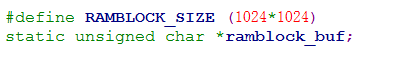 #define RAMBLOCK_SIZE (1024*1024)
static unsigned char *ramblock_buf;